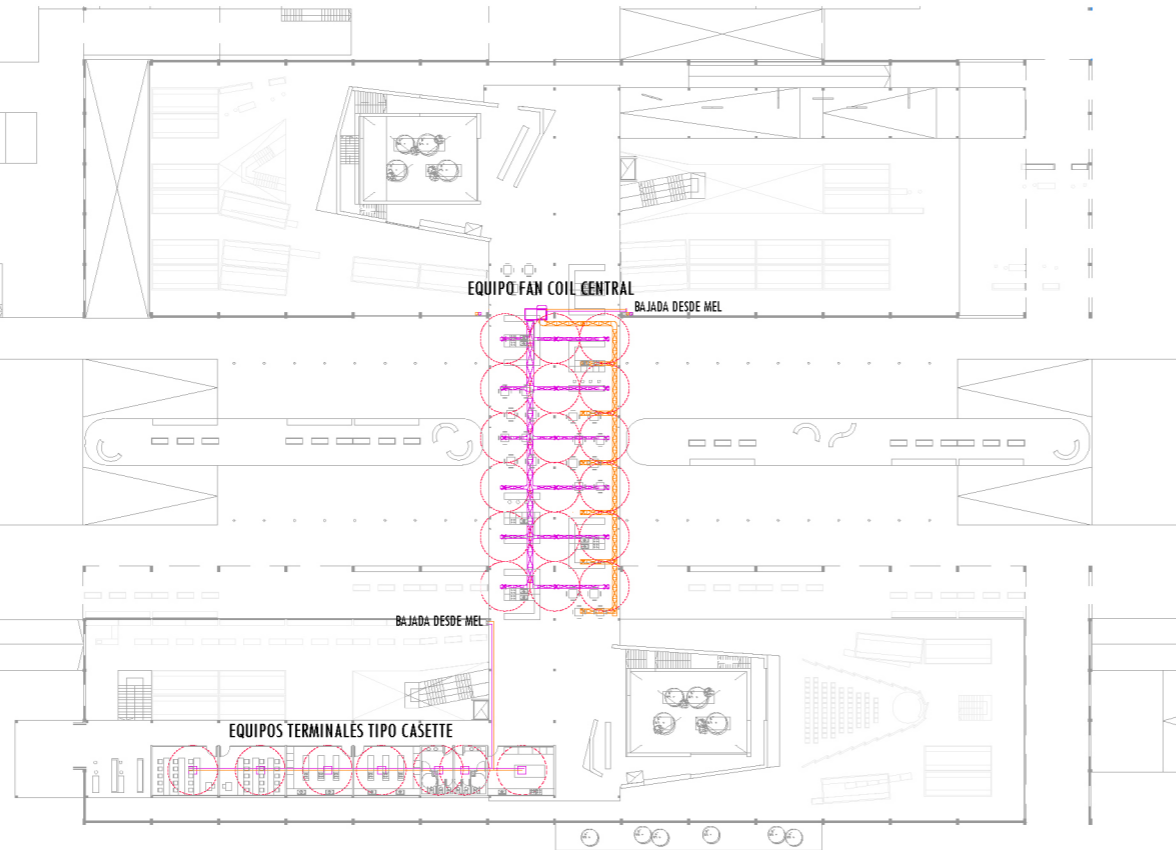 EQUIPO FAN COIL CENTRAL
BAJADA DESDE MEL
BAJADA DESDE MEL
EQUIPOS TERMINALES TIPO CASETTE